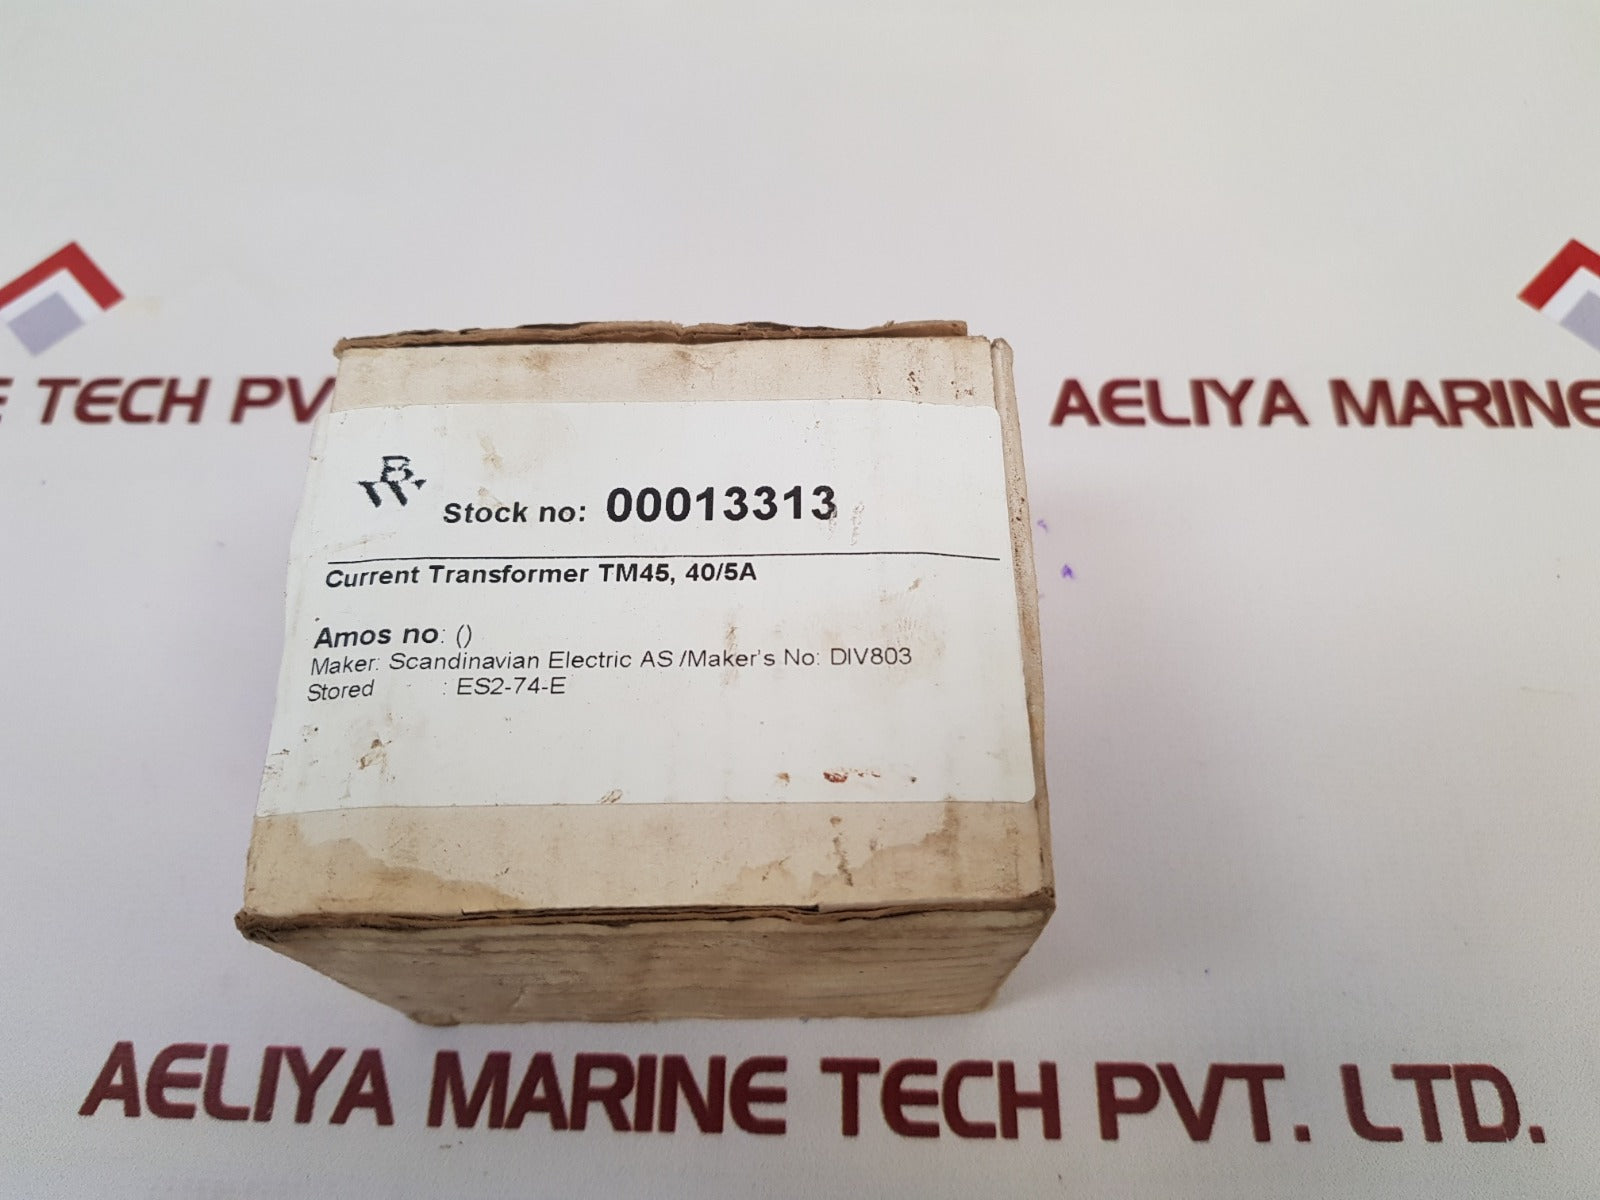 E TECH PV
AELIYA MARINE
Stock no: 00013313
Current Transformer TM45, 40/5A
Amos no: ()
Maker: Scandinavian Electric AS /Maker's No: DIV803
Stored : ES2-74-E
AELIYA MARINE TECH PVT. LTD.